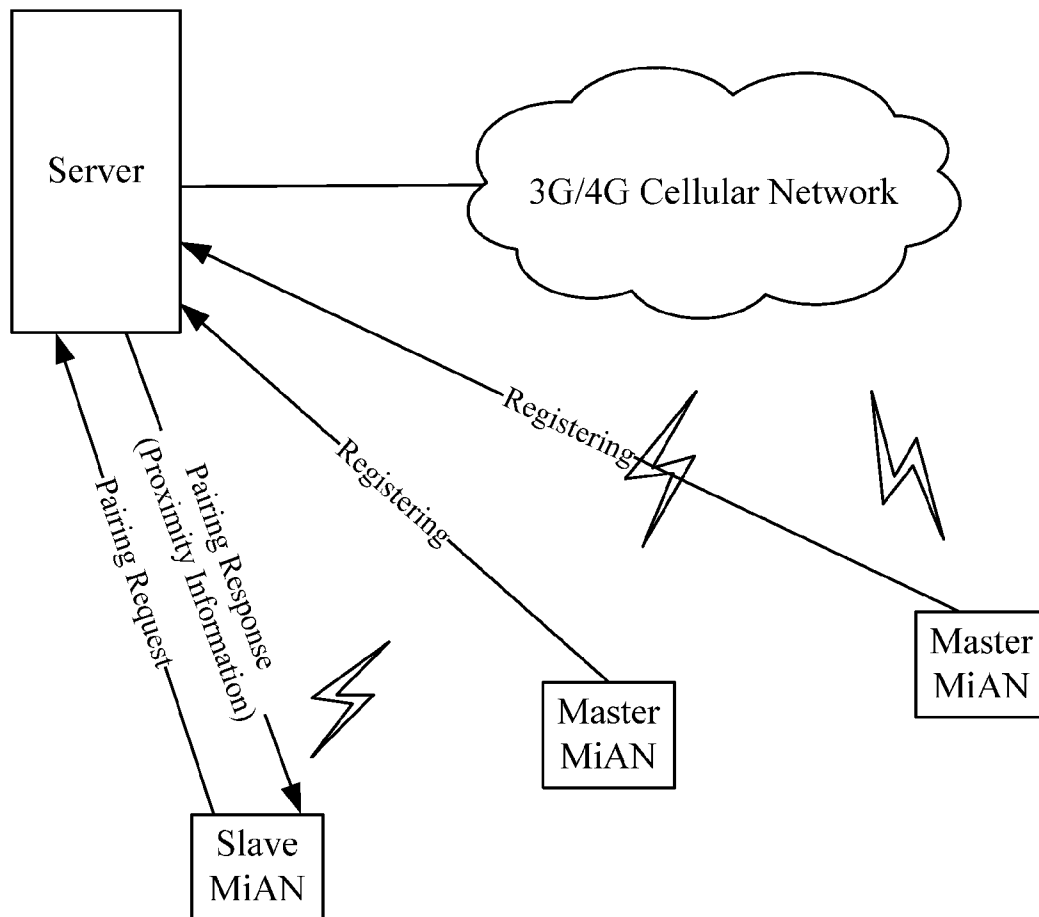 Server
3G/4G Cellular Network
Registering
Registering
Pairing Response
(Proximity Information)
Pairing Request
Master
MiAN
Master
MiAN
Slave
MiAN